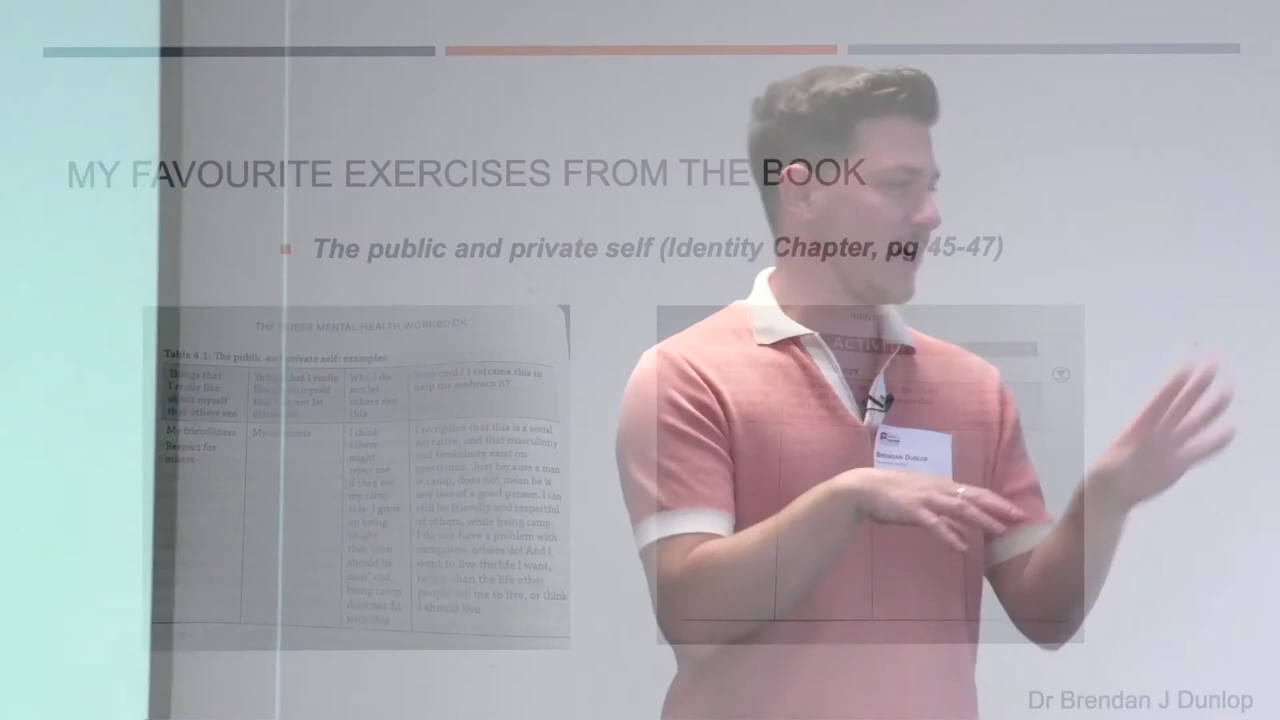 MY FAVOURITE EXERCISES FROM THE BOOK
The public and private self (Identity Chapter, pg 45-47)
THE QUEER MENTAL HEALTH WORKBOOK
Table 4.1: The public and private self: examples
Things that
I really like
about myself
that others see
Things that I really
like about myself
that I do not let
others see
Why I do
not let
others see
this
How could I reframe this to
help me embrace it?
My friendliness
Respect for
others
My
I think
others
might
reject me
if they see
my camp
side. I grew
up being
taught
that 'men
should be
men' and
being camp
does not fit
with this
I recognize that this is a social
narrative, and that masculinity
and femininity exist on
spectrums. Just because a man
is camp, does not mean he is
any less of a good person. I can
still be friendly and respectful
of others, while being camp.
I do not have a problem with
campness, others do! And I
want to live the life I want,
rather than the life other
people tell me to live, or think
I should live
ACTIVITY
BRENDAN DUNLOP
Dr Brendan J Dunlop